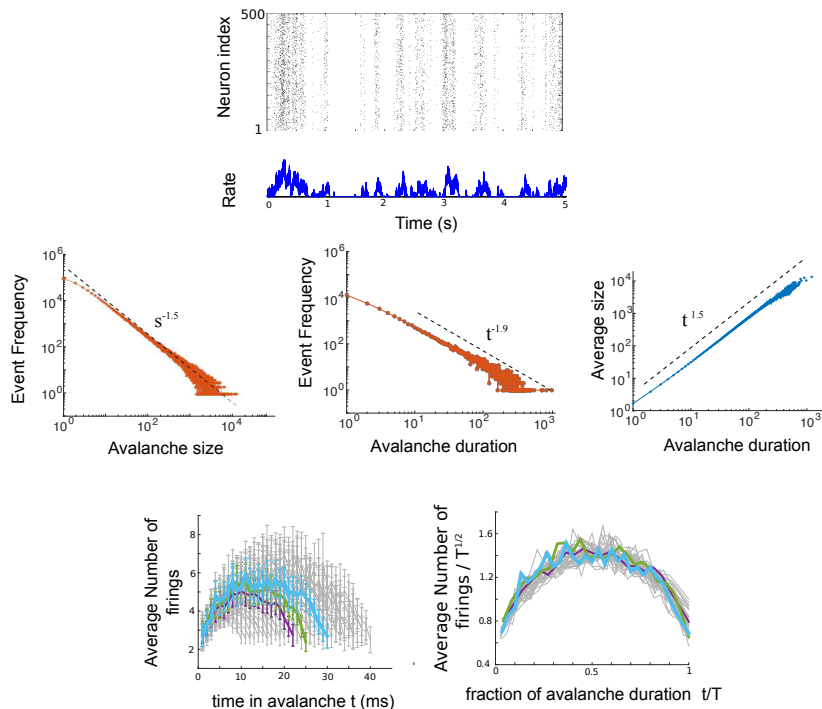 500
Neuron index
1
Rate
0 1 2 3 4 5
Time (s)
10^6
10^4
10^2
10^0
Event Frequency
s^-1.5
10^0 10^2 10^4
Avalanche size
10^6
10^4
10^2
10^0
Event Frequency
t^-1.9
10^0 10^1 10^2 10^3
Avalanche duration
10^5
10^4
10^3
10^2
10^1
10^0
Average size
t^1.5
10^0 10^1 10^2 10^3
Avalanche duration
8
6
4
2
Average Number of
firings
0 10 20 30 40
time in avalanche t (ms)
1.6
1.2
0.8
0.4
Average Number of
firings / T^1/2
0 0.5 1
fraction of avalanche duration t/T